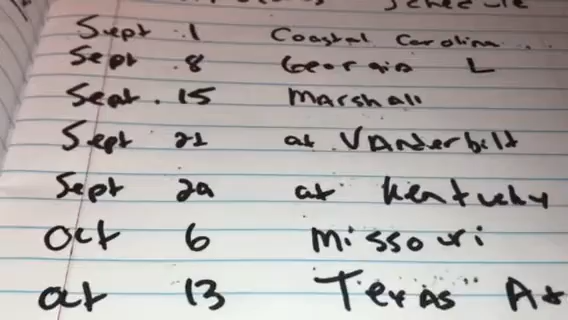 Schedule
Sept .1 Coastal Carolina..
Sept .8 Georgia L
Sept. 15 Marshall
Sept 22 at Vanderbilt
Sept 29 at Kentucky
Oct 6 Missouri
Oct 13 Texas A